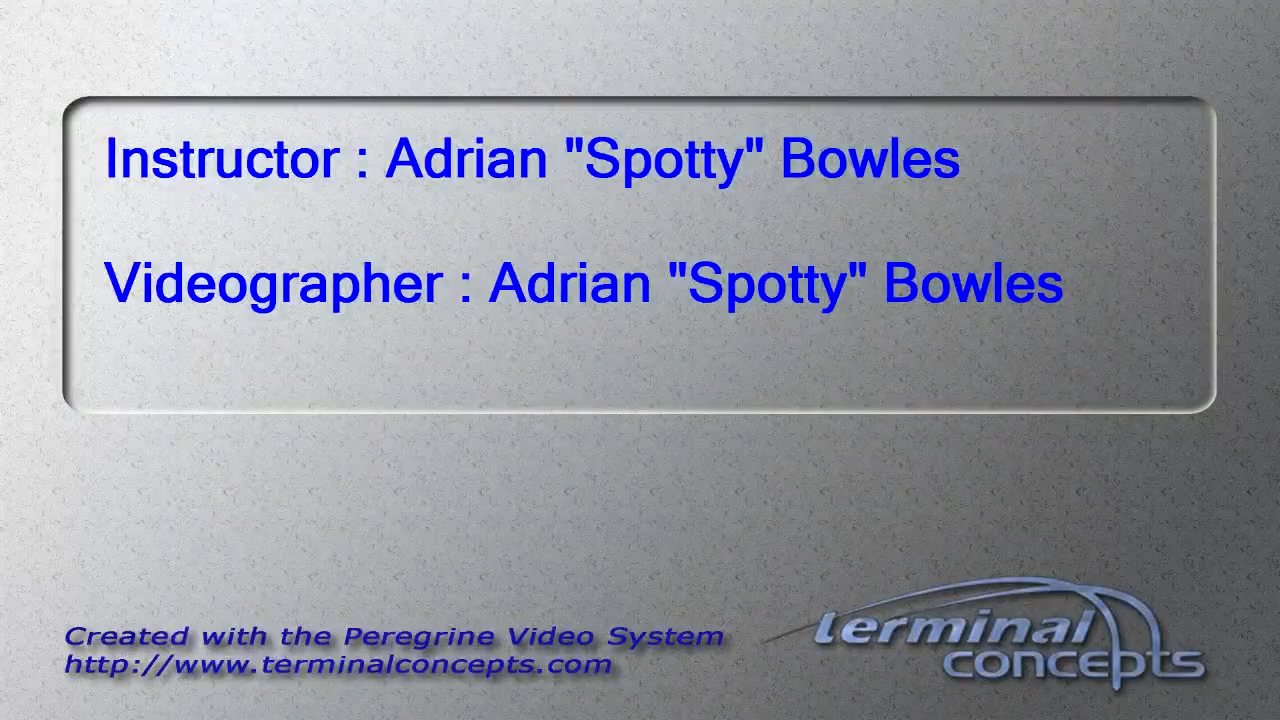 Instructor : Adrian "Spotty" Bowles
Videographer : Adrian "Spotty" Bowles
Created with the Peregrine Video System
http://www.terminalconcepts.com
terminal
concepts